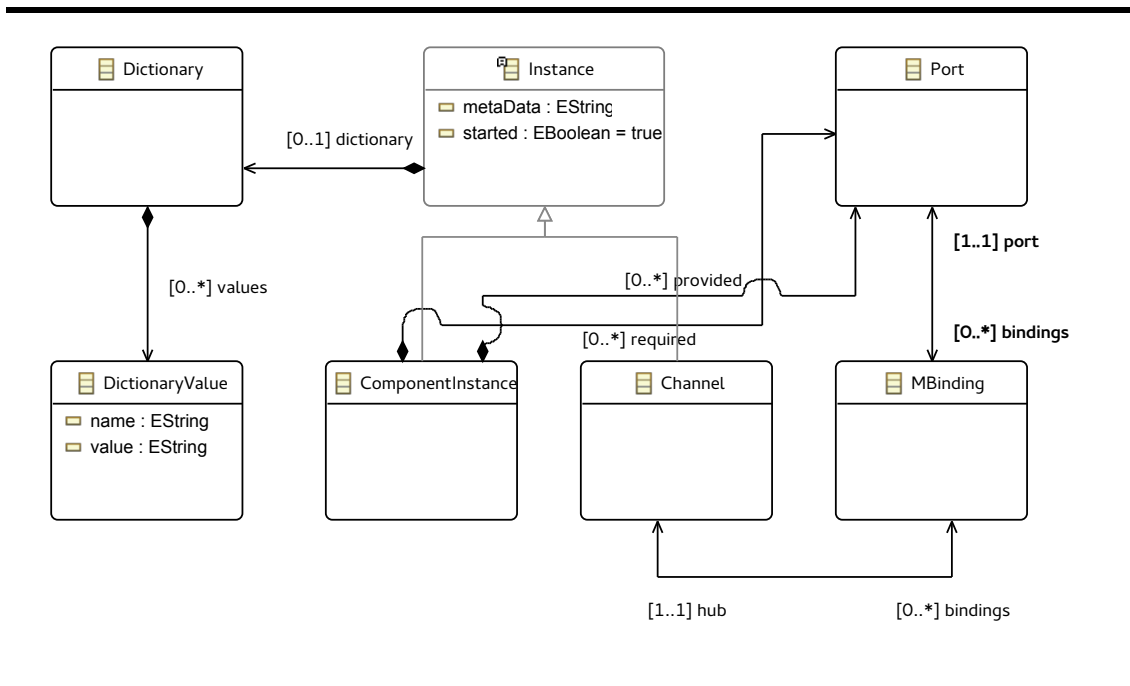 Dictionary
Instance
Port
metaData : EString
started : EBoolean = true
[0..1] dictionary
[1..1] port
[0..*] values
[0..*] provided
[0..*] required
[0..*] bindings
DictionaryValue
ComponentInstance
Channel
MBinding
name : EString
value : EString
[1..1] hub
[0..*] bindings